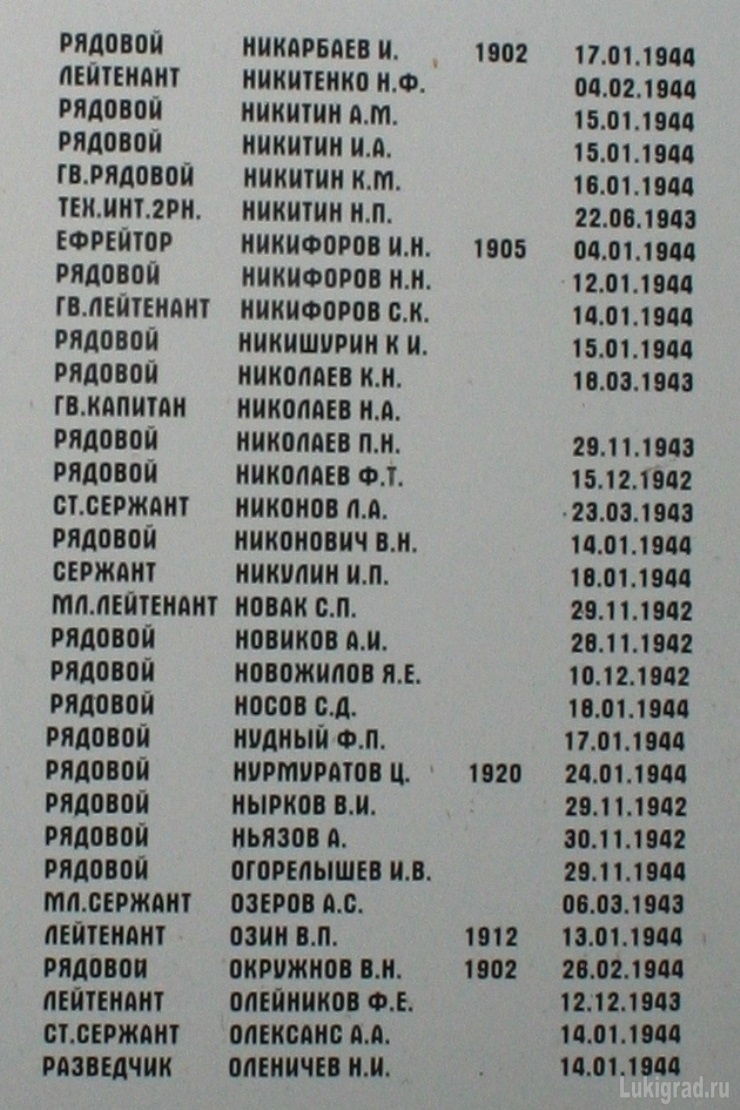 РЯДОВОЙ НИКАРБАЕВ И. 1902 17.01.1944
ЛЕЙТЕНАНТ НИКИТЕНКО Н.Ф. 04.02.1944
РЯДОВОЙ НИКИТИН А.М. 15.01.1944
РЯДОВОЙ НИКИТИН И.А. 15.01.1944
ГВ.РЯДОВОЙ НИКИТИН К.М. 16.01.1944
ТЕХ.ИНТ.2РН. НИКИТИН Н.П. 22.06.1943
ЕФРЕЙТОР НИКИФОРОВ И.Н. 1905 04.01.1944
РЯДОВОЙ НИКИФОРОВ Н.Н. 12.01.1944
ГВ.ЛЕЙТЕНАНТ НИКИФОРОВ С.К. 14.01.1944
РЯДОВОЙ НИКИШУРИН К И. 15.01.1944
РЯДОВОЙ НИКОЛАЕВ К.Н. 18.03.1943
ГВ.КАПИТАН НИКОЛАЕВ Н.А.
РЯДОВОЙ НИКОЛАЕВ П.Н. 29.11.1943
РЯДОВОЙ НИКОЛАЕВ Ф.Т. 15.12.1942
СТ.СЕРЖАНТ НИКОНОВ Л.А. 23.03.1943
РЯДОВОЙ НИКОНОВИЧ В.Н. 14.01.1944
СЕРЖАНТ НИКУЛИН И.П. 18.01.1944
МЛ.ЛЕЙТЕНАНТ НОВАК С.П. 29.11.1942
РЯДОВОЙ НОВИКОВ А.И. 28.11.1942
РЯДОВОЙ НОВОЖИЛОВ Я.Е. 10.12.1942
РЯДОВОЙ НОСОВ С.Д. 18.01.1944
РЯДОВОЙ НУДНЫЙ Ф.П. 17.01.1944
РЯДОВОЙ НУРМУРАТОВ Ц. 1920 24.01.1944
РЯДОВОЙ НЫРКОВ В.И. 29.11.1942
РЯДОВОЙ НЬЯЗОВ А. 30.11.1942
РЯДОВОЙ ОГОРЕЛЫШЕВ И.В. 29.11.1944
МЛ.СЕРЖАНТ ОЗЕРОВ А.С. 06.03.1943
ЛЕЙТЕНАНТ ОЗИН В.П. 1912 13.01.1944
РЯДОВОЙ ОКРУЖНОВ В.Н. 1902 26.02.1944
ЛЕЙТЕНАНТ ОЛЕЙНИКОВ Ф.Е. 12.12.1943
СТ.СЕРЖАНТ ОЛЕКСАНС А.А. 14.01.1944
РАЗВЕДЧИК ОЛЕНИЧЕВ Н.И. 14.01.1944
Lukigrad.ru